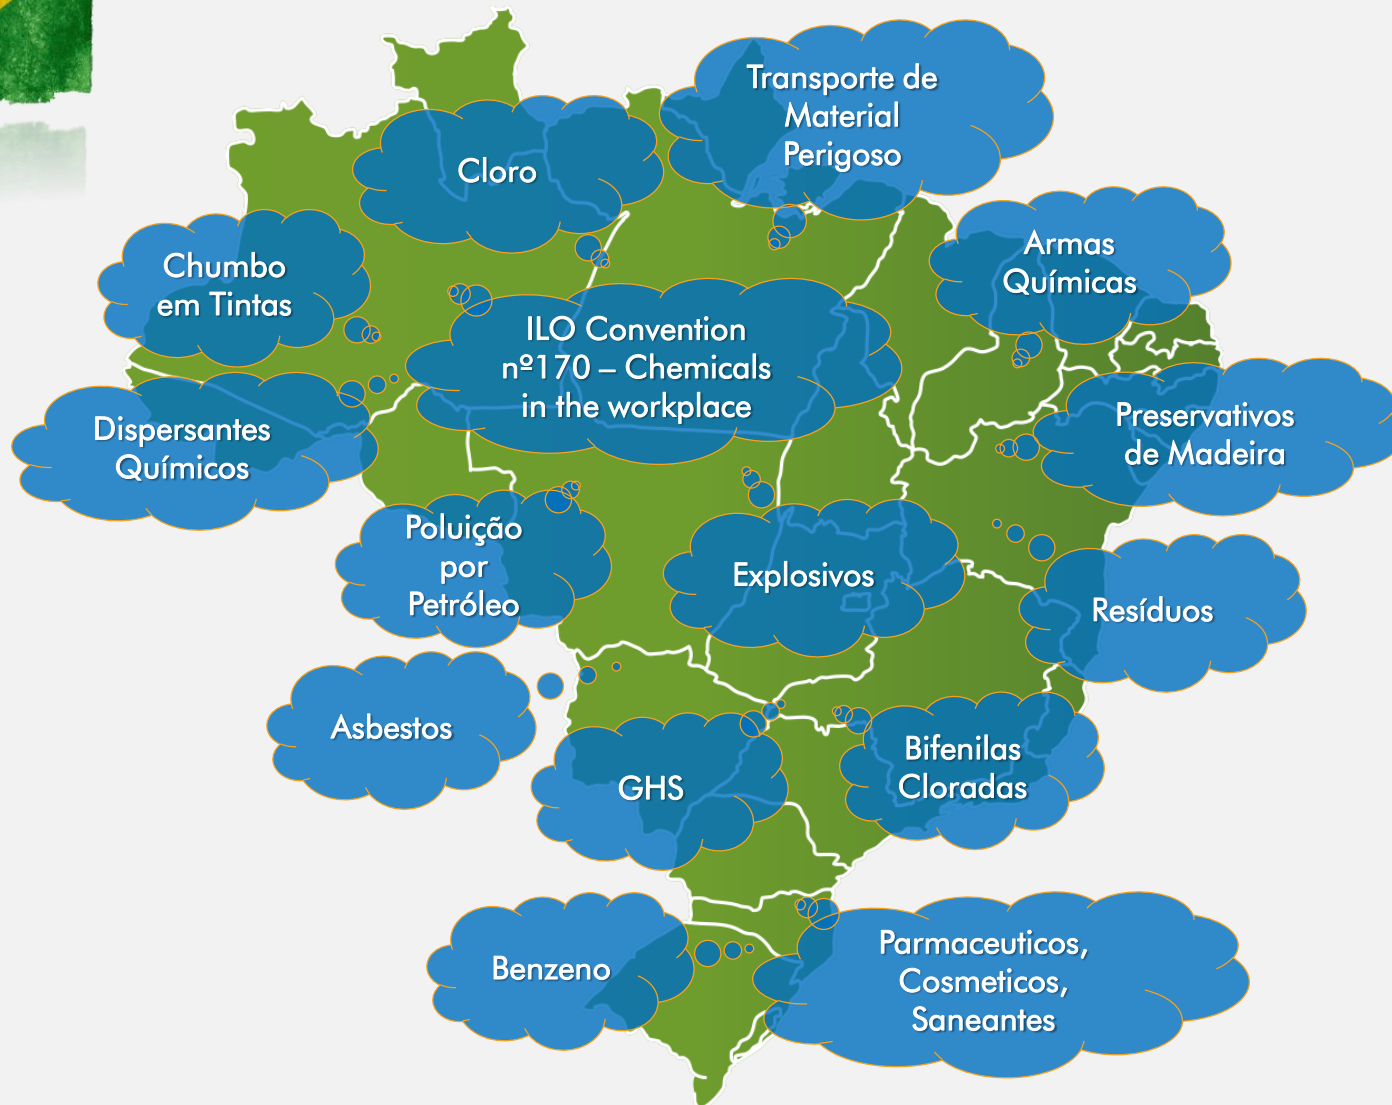 Transporte de
Material
Perigoso
Cloro
Armas
Químicas
Chumbo
em Tintas
ILO Convention
nº170 – Chemicals
in the workplace
Preservativos
de Madeira
Dispersantes
Químicos
Poluição
por
Petróleo
Explosivos
Resíduos
Asbestos
GHS
Bifenilas
Cloradas
Benzeno
Parmaceuticos,
Cosmeticos,
Saneantes